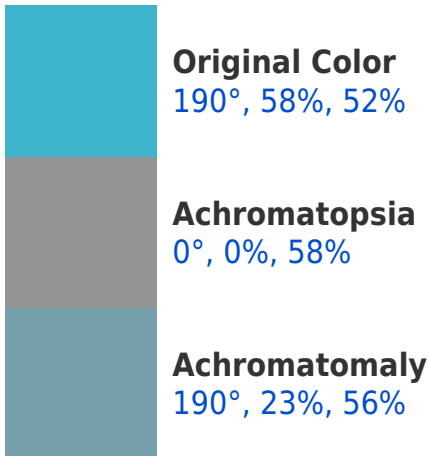 Original Color
190°, 58%, 52%
Achromatopsia
0°, 0%, 58%
Achromatomaly
190°, 23%, 56%